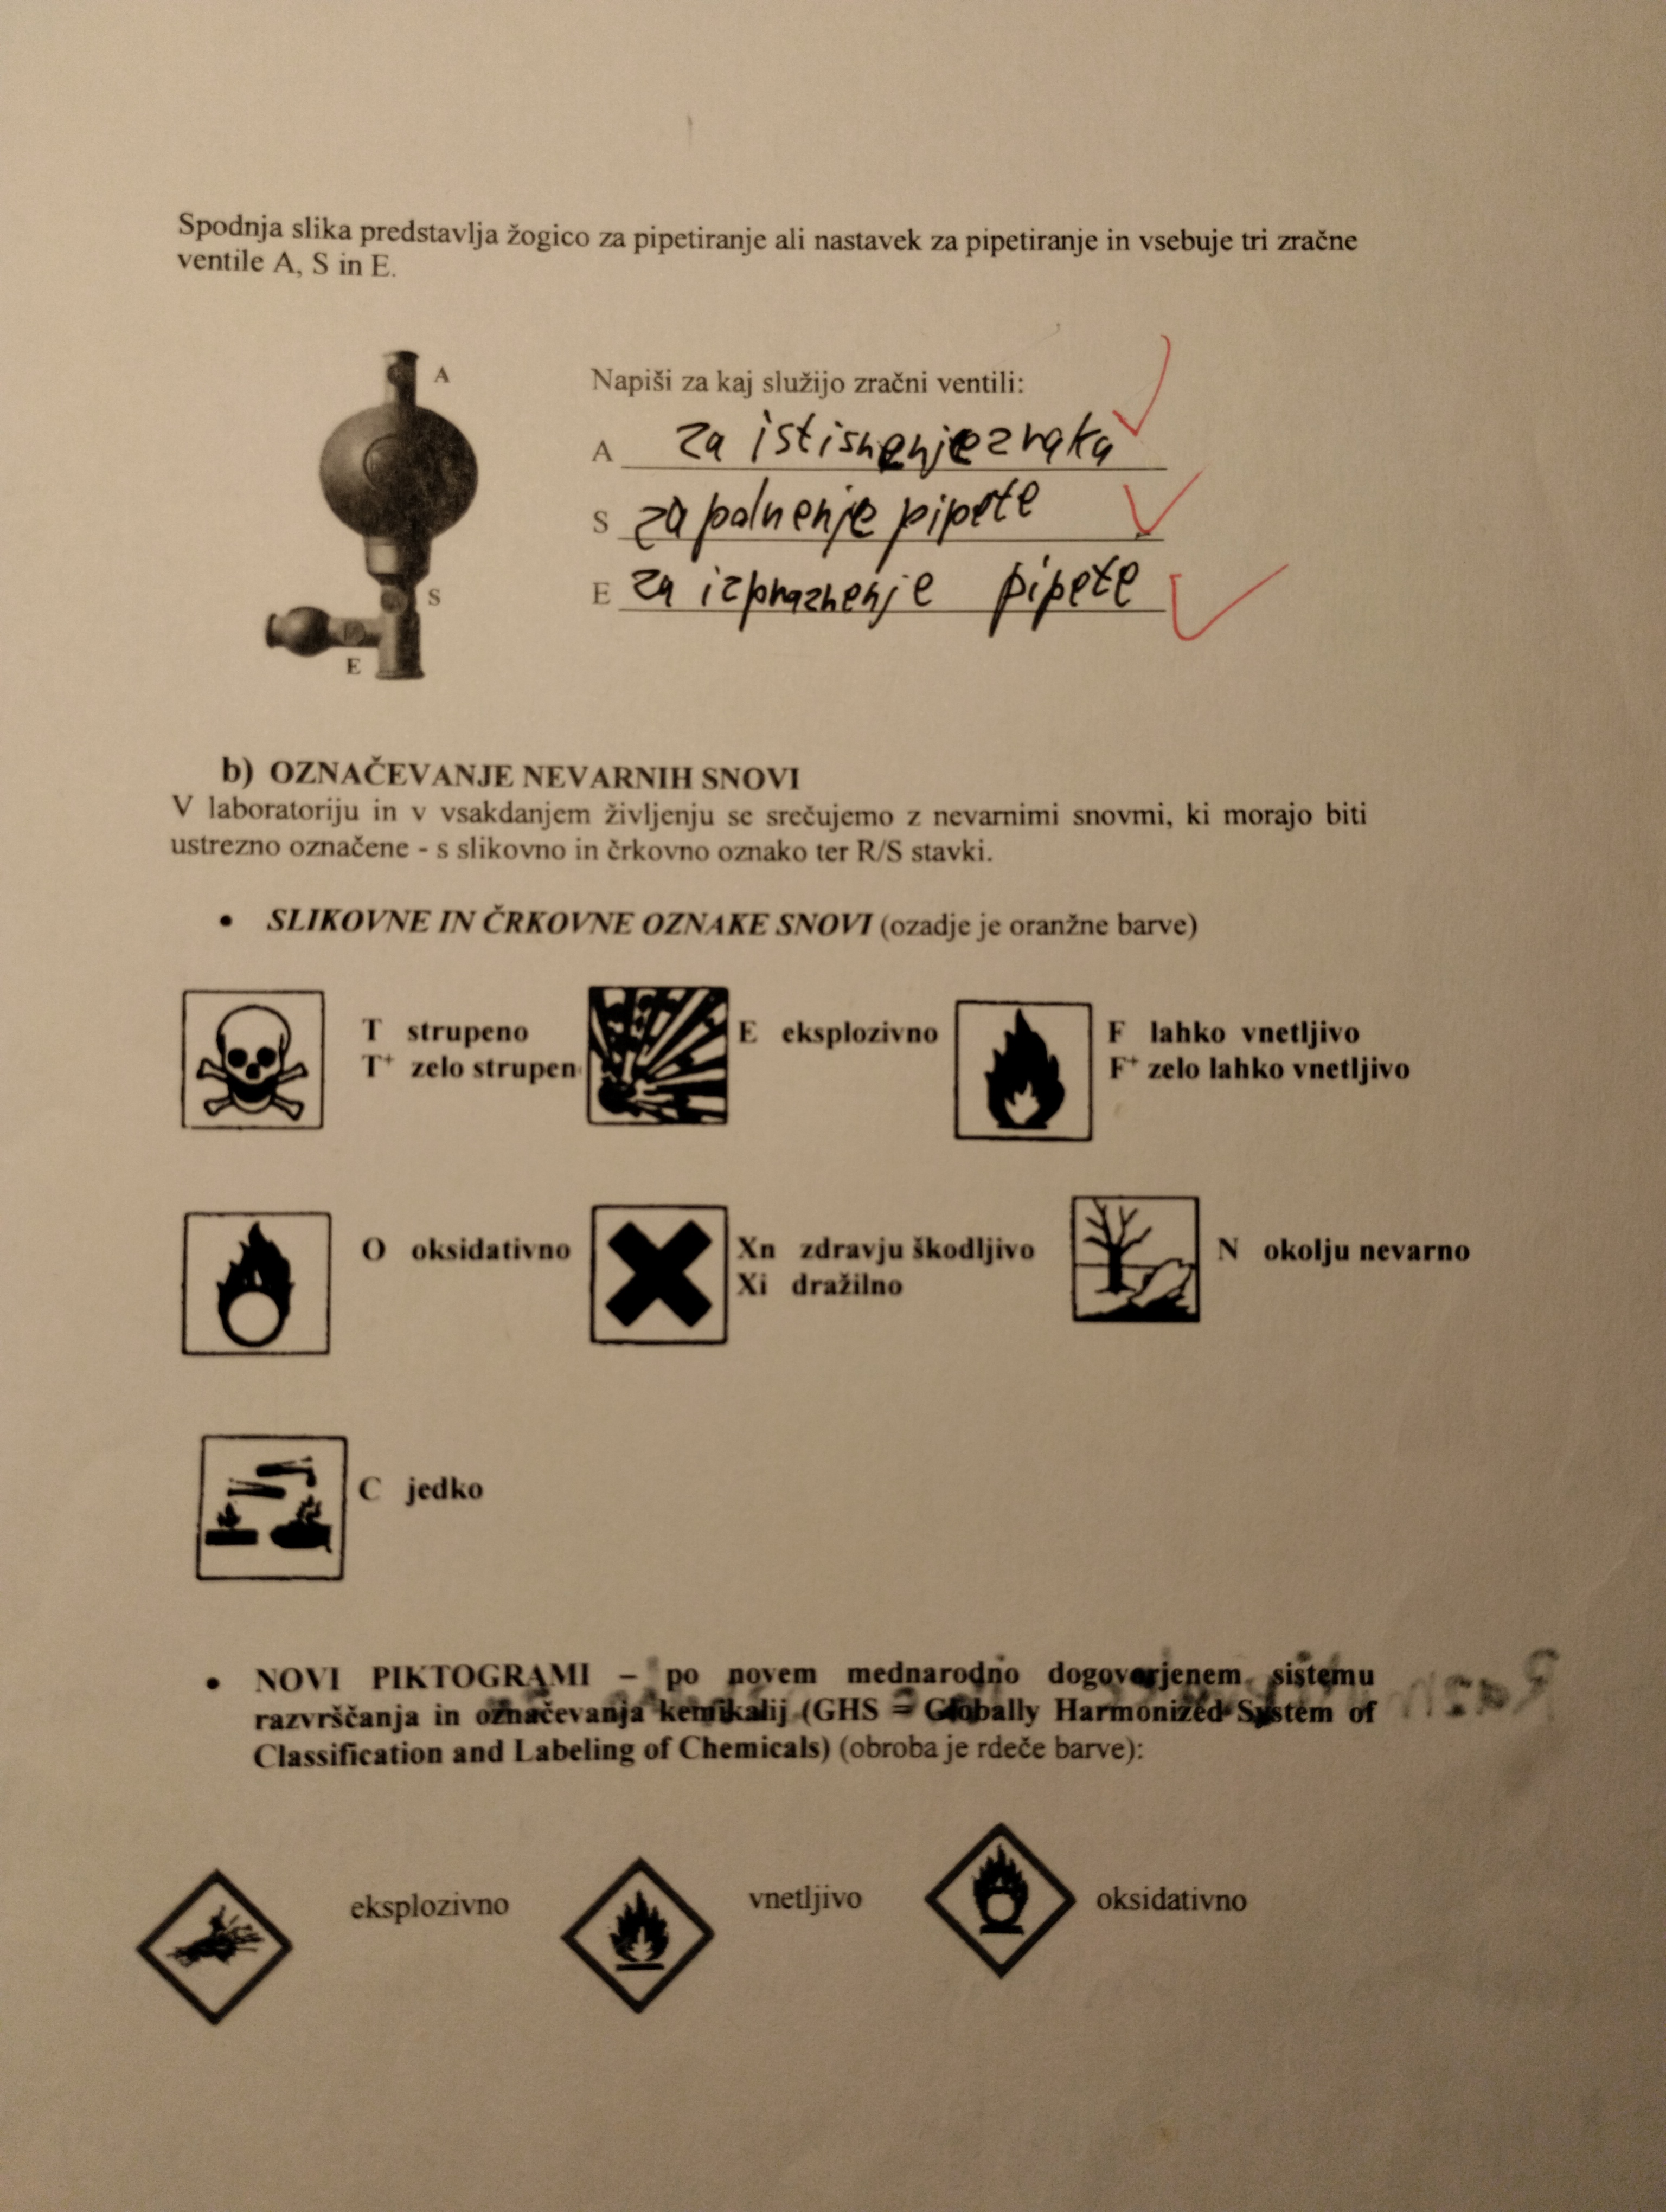 Spodnja slika predstavlja žogico za pipetiranje ali nastavek za pipetiranje in vsebuje tri zračne
ventile A, S in E.
A
Napiši za kaj služijo zračni ventili:
A za istisnenje zraka
S za polnenje pipete
E za izpraznenje pipete
S
E
b) OZNAČEVANJE NEVARNIH SNOVI
V laboratoriju in v vsakdanjem življenju se srečujemo z nevarnimi snovmi, ki morajo biti
ustrezno označene - s slikovno in črkovno oznako ter R/S stavki.
• SLIKOVNE IN ČRKOVNE OZNAKE SNOVI (ozadje je oranžne barve)
T strupeno
T+ zelo strupen
E eksplozivno
F lahko vnetljivo
F+ zelo lahko vnetljivo
O oksidativno
Xn zdravju škodljivo
Xi dražilno
N okolju nevarno
C jedko
• NOVI PIKTOGRAMI – po novem mednarodno dogovorjenem sistemu
razvrščanja in označevanja kemikalij (GHS = Globally Harmonized System of
Classification and Labeling of Chemicals) (obroba je rdeče barve):
eksplozivno
vnetljivo
oksidativno